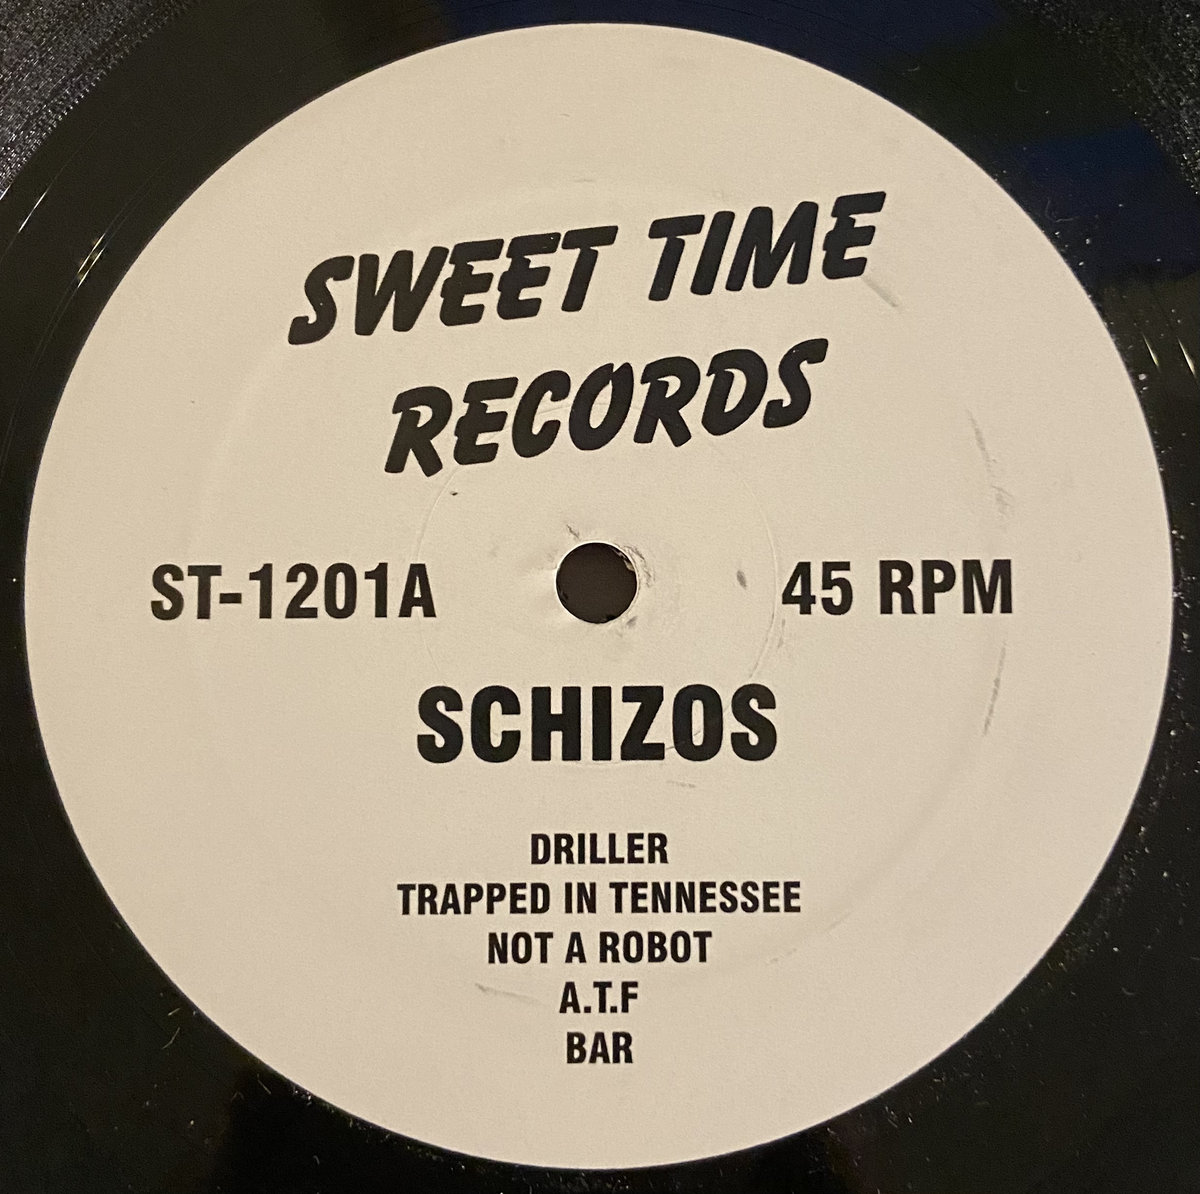 SWEET TIME
RECORDS
ST-1201A
45 RPM
SCHIZOS
DRILLER
TRAPPED IN TENNESSEE
NOT A ROBOT
A.T.F
BAR